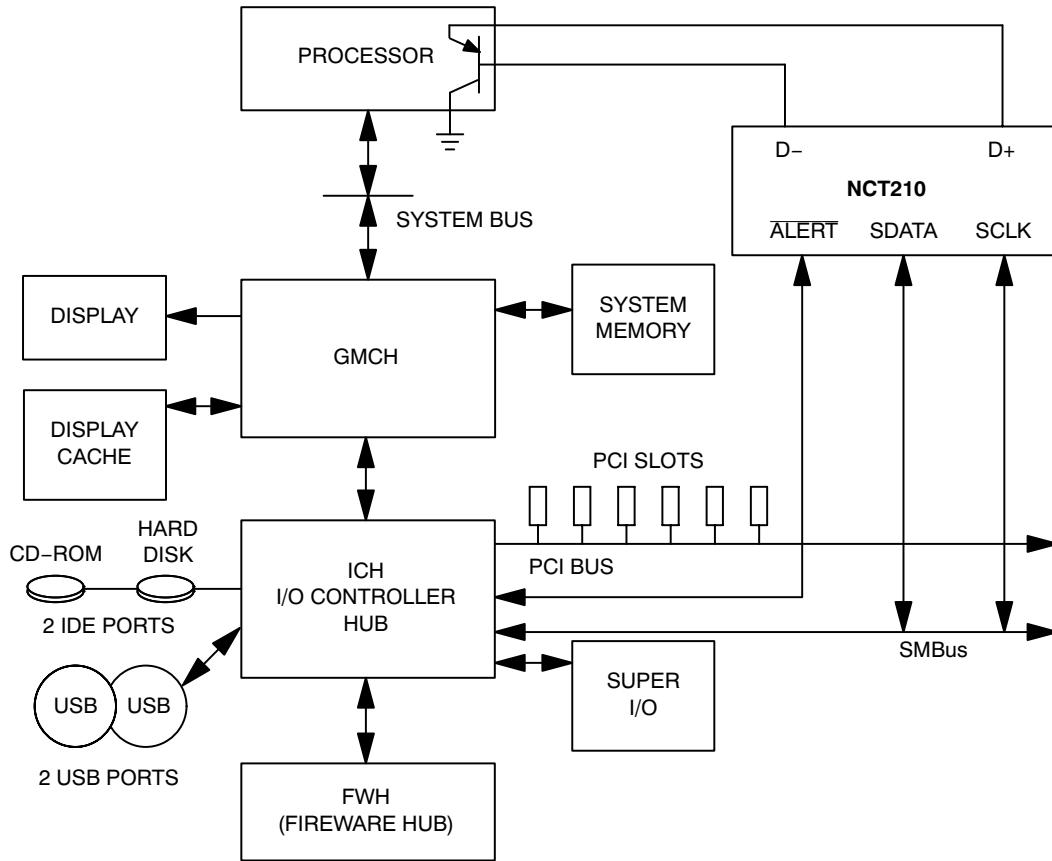 PROCESSOR
D− D+
NCT210
ALERT SDATA SCLK
SYSTEM BUS
DISPLAY
GMCH
SYSTEM
MEMORY
DISPLAY
CACHE
PCI SLOTS
CD−ROM
HARD
DISK
ICH
I/O CONTROLLER
HUB
PCI BUS
2 IDE PORTS
SMBus
USB USB
SUPER
I/O
2 USB PORTS
FWH
(FIREWARE HUB)